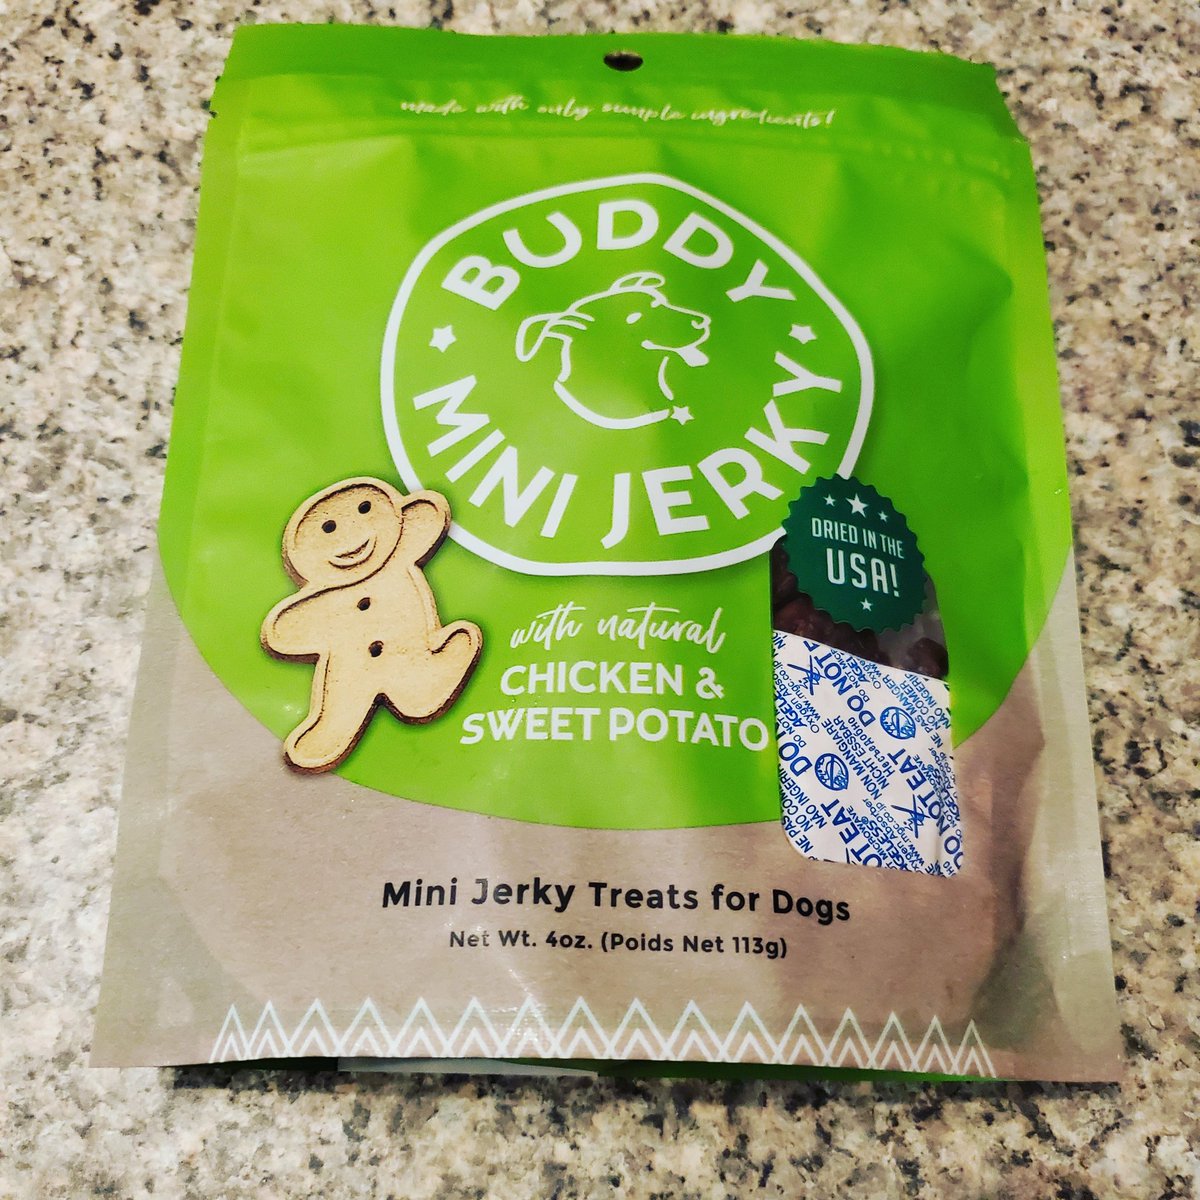 made with only simple ingredients!
BUDDY
MINI JERKY
DRIED IN THE
USA!
with natural
CHICKEN &
SWEET POTATO
DO NOT EAT
Mini Jerky Treats for Dogs
Net Wt. 4oz. (Poids Net 113g)